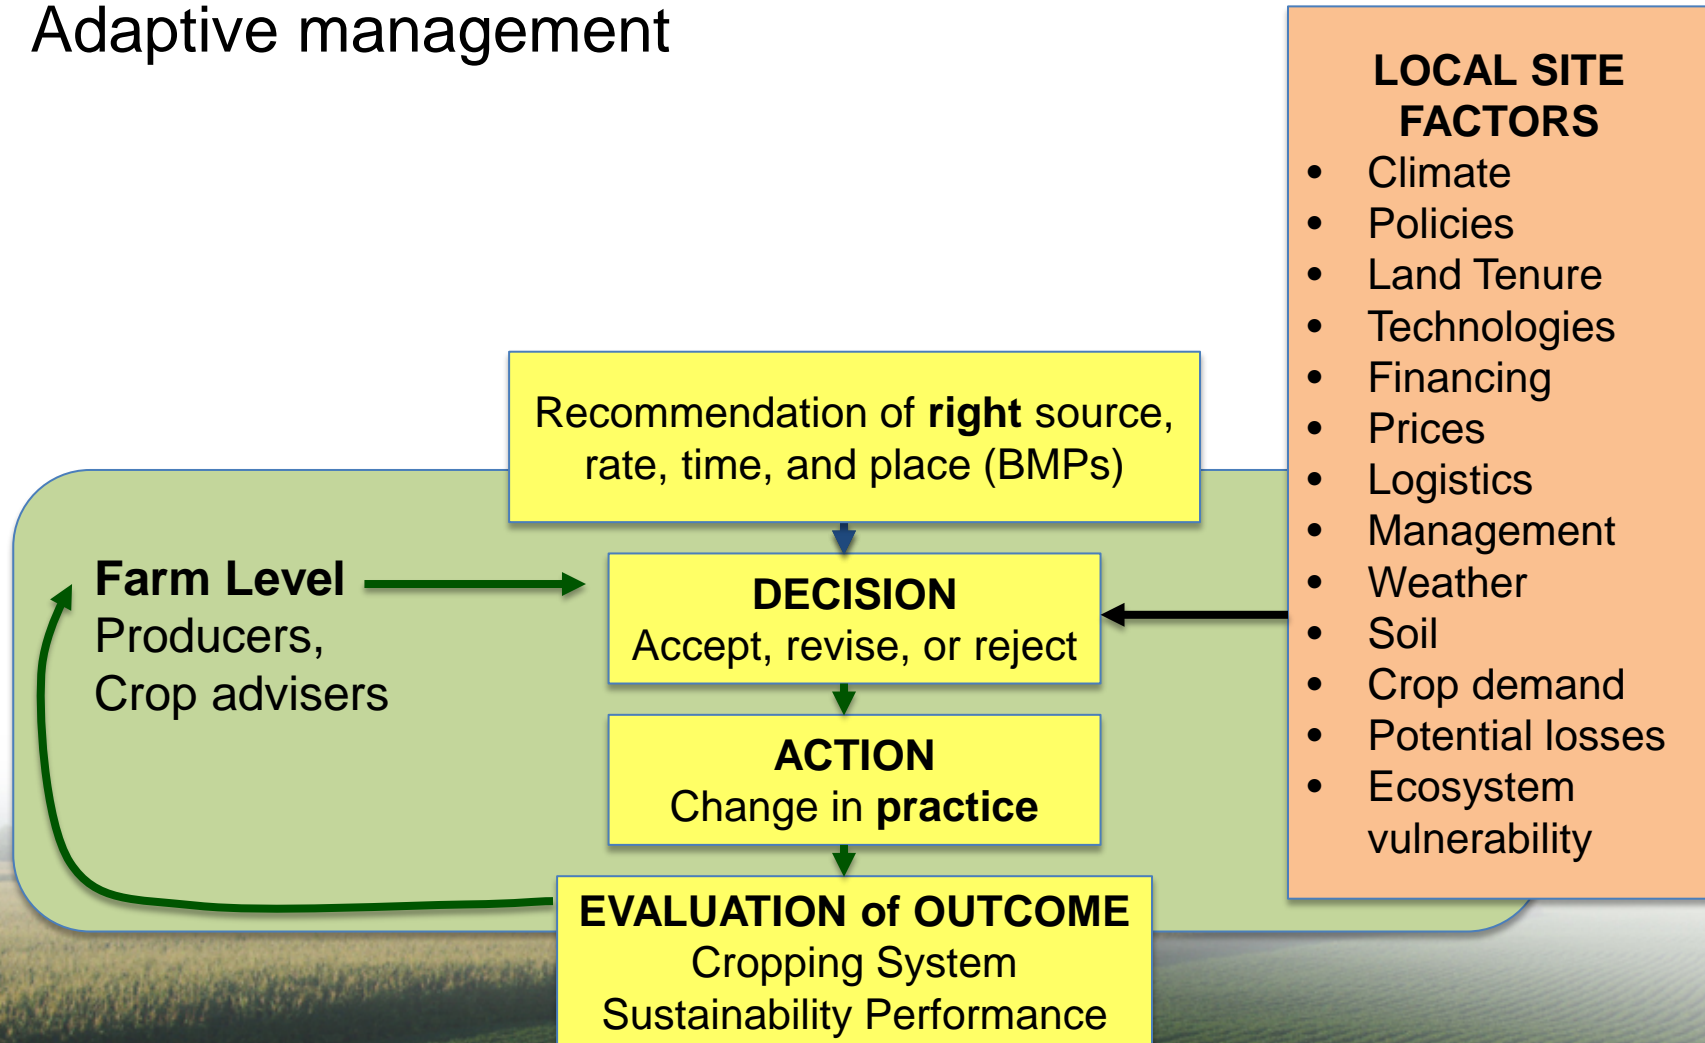 Adaptive management
LOCAL SITE
FACTORS
• Climate
• Policies
• Land Tenure
• Technologies
• Financing
• Prices
• Logistics
• Management
• Weather
• Soil
• Crop demand
• Potential losses
• Ecosystem
vulnerability
Recommendation of right source,
rate, time, and place (BMPs)
Farm Level
Producers,
Crop advisers
DECISION
Accept, revise, or reject
ACTION
Change in practice
EVALUATION of OUTCOME
Cropping System
Sustainability Performance